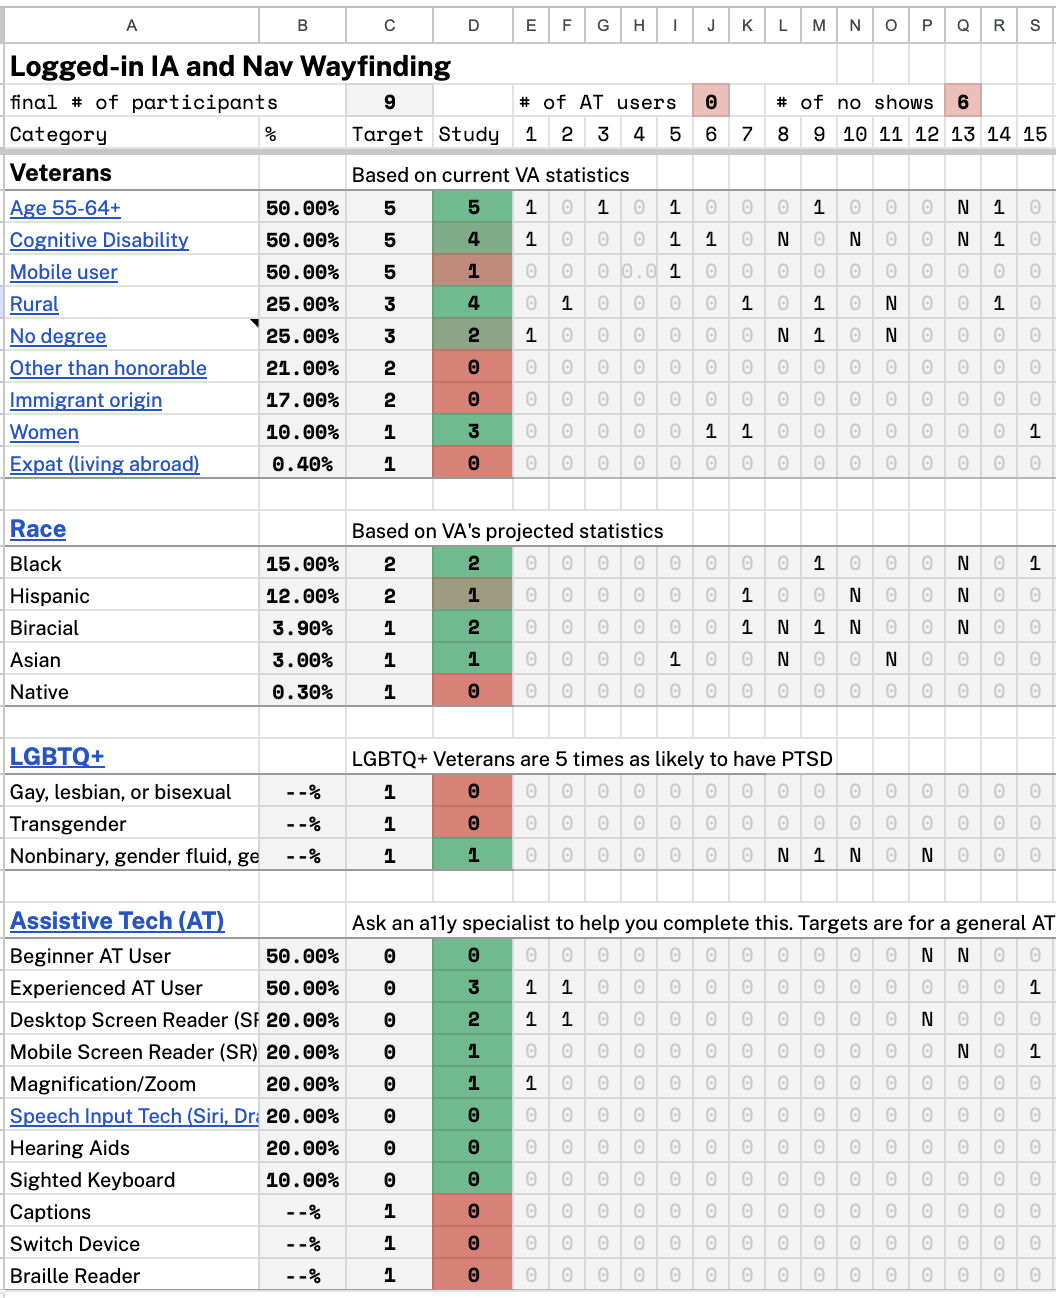 A B C D E F G H I J K L M N O P Q R S
Logged-in IA and Nav Wayfinding
final # of participants 9 # of AT users 0 # of no shows 6
Category % Target Study 1 2 3 4 5 6 7 8 9 10 11 12 13 14 15
Veterans Based on current VA statistics
Age 55-64+ 50.00% 5 5 1 0 1 0 1 0 0 0 1 0 0 0 N 1 0
Cognitive Disability 50.00% 5 4 1 0 0 0 1 1 0 N 0 N 0 0 N 1 0
Mobile user 50.00% 5 1 0 0 0 0.0 1 0 0 0 0 0 0 0 0 0 0
Rural 25.00% 3 4 0 1 0 0 0 0 1 0 1 0 N 0 0 1 0
No degree 25.00% 3 2 1 0 0 0 0 0 0 N 1 0 N 0 0 0 0
Other than honorable 21.00% 2 0 0 0 0 0 0 0 0 0 0 0 0 0 0 0 0
Immigrant origin 17.00% 2 0 0 0 0 0 0 0 0 0 0 0 0 0 0 0 0
Women 10.00% 1 3 0 0 0 0 0 1 1 0 0 0 0 0 0 0 1
Expat (living abroad) 0.40% 1 0 0 0 0 0 0 0 0 0 0 0 0 0 0 0 0
Race Based on VA's projected statistics
Black 15.00% 2 2 0 0 0 0 0 0 0 0 1 0 0 0 N 0 1
Hispanic 12.00% 2 1 0 0 0 0 0 0 1 0 0 N 0 0 N 0 0
Biracial 3.90% 1 2 0 0 0 0 0 0 1 N 1 N 0 0 N 0 0
Asian 3.00% 1 1 0 0 0 0 1 0 0 N 0 0 N 0 0 0 0
Native 0.30% 1 0 0 0 0 0 0 0 0 0 0 0 0 0 0 0 0
LGBTQ+ LGBTQ+ Veterans are 5 times as likely to have PTSD
Gay, lesbian, or bisexual --% 1 0 0 0 0 0 0 0 0 0 0 0 0 0 0 0 0
Transgender --% 1 0 0 0 0 0 0 0 0 0 0 0 0 0 0 0 0
Nonbinary, gender fluid, ge --% 1 1 0 0 0 0 0 0 0 N 1 N 0 N 0 0 0
Assistive Tech (AT) Ask an a11y specialist to help you complete this. Targets are for a general AT
Beginner AT User 50.00% 0 0 0 0 0 0 0 0 0 0 0 0 0 N N 0 0
Experienced AT User 50.00% 0 3 1 1 0 0 0 0 0 0 0 0 0 0 0 0 1
Desktop Screen Reader (SR 20.00% 0 2 1 1 0 0 0 0 0 0 0 0 0 N 0 0 0
Mobile Screen Reader (SR) 20.00% 0 1 0 0 0 0 0 0 0 0 0 0 0 0 N 0 1
Magnification/Zoom 20.00% 0 1 1 0 0 0 0 0 0 0 0 0 0 0 0 0 0
Speech Input Tech (Siri, Dra 20.00% 0 0 0 0 0 0 0 0 0 0 0 0 0 0 0 0 0
Hearing Aids 20.00% 0 0 0 0 0 0 0 0 0 0 0 0 0 0 0 0 0
Sighted Keyboard 10.00% 0 0 0 0 0 0 0 0 0 0 0 0 0 0 0 0 0
Captions --% 1 0 0 0 0 0 0 0 0 0 0 0 0 0 0 0 0
Switch Device --% 1 0 0 0 0 0 0 0 0 0 0 0 0 0 0 0 0
Braille Reader --% 1 0 0 0 0 0 0 0 0 0 0 0 0 0 0 0 0